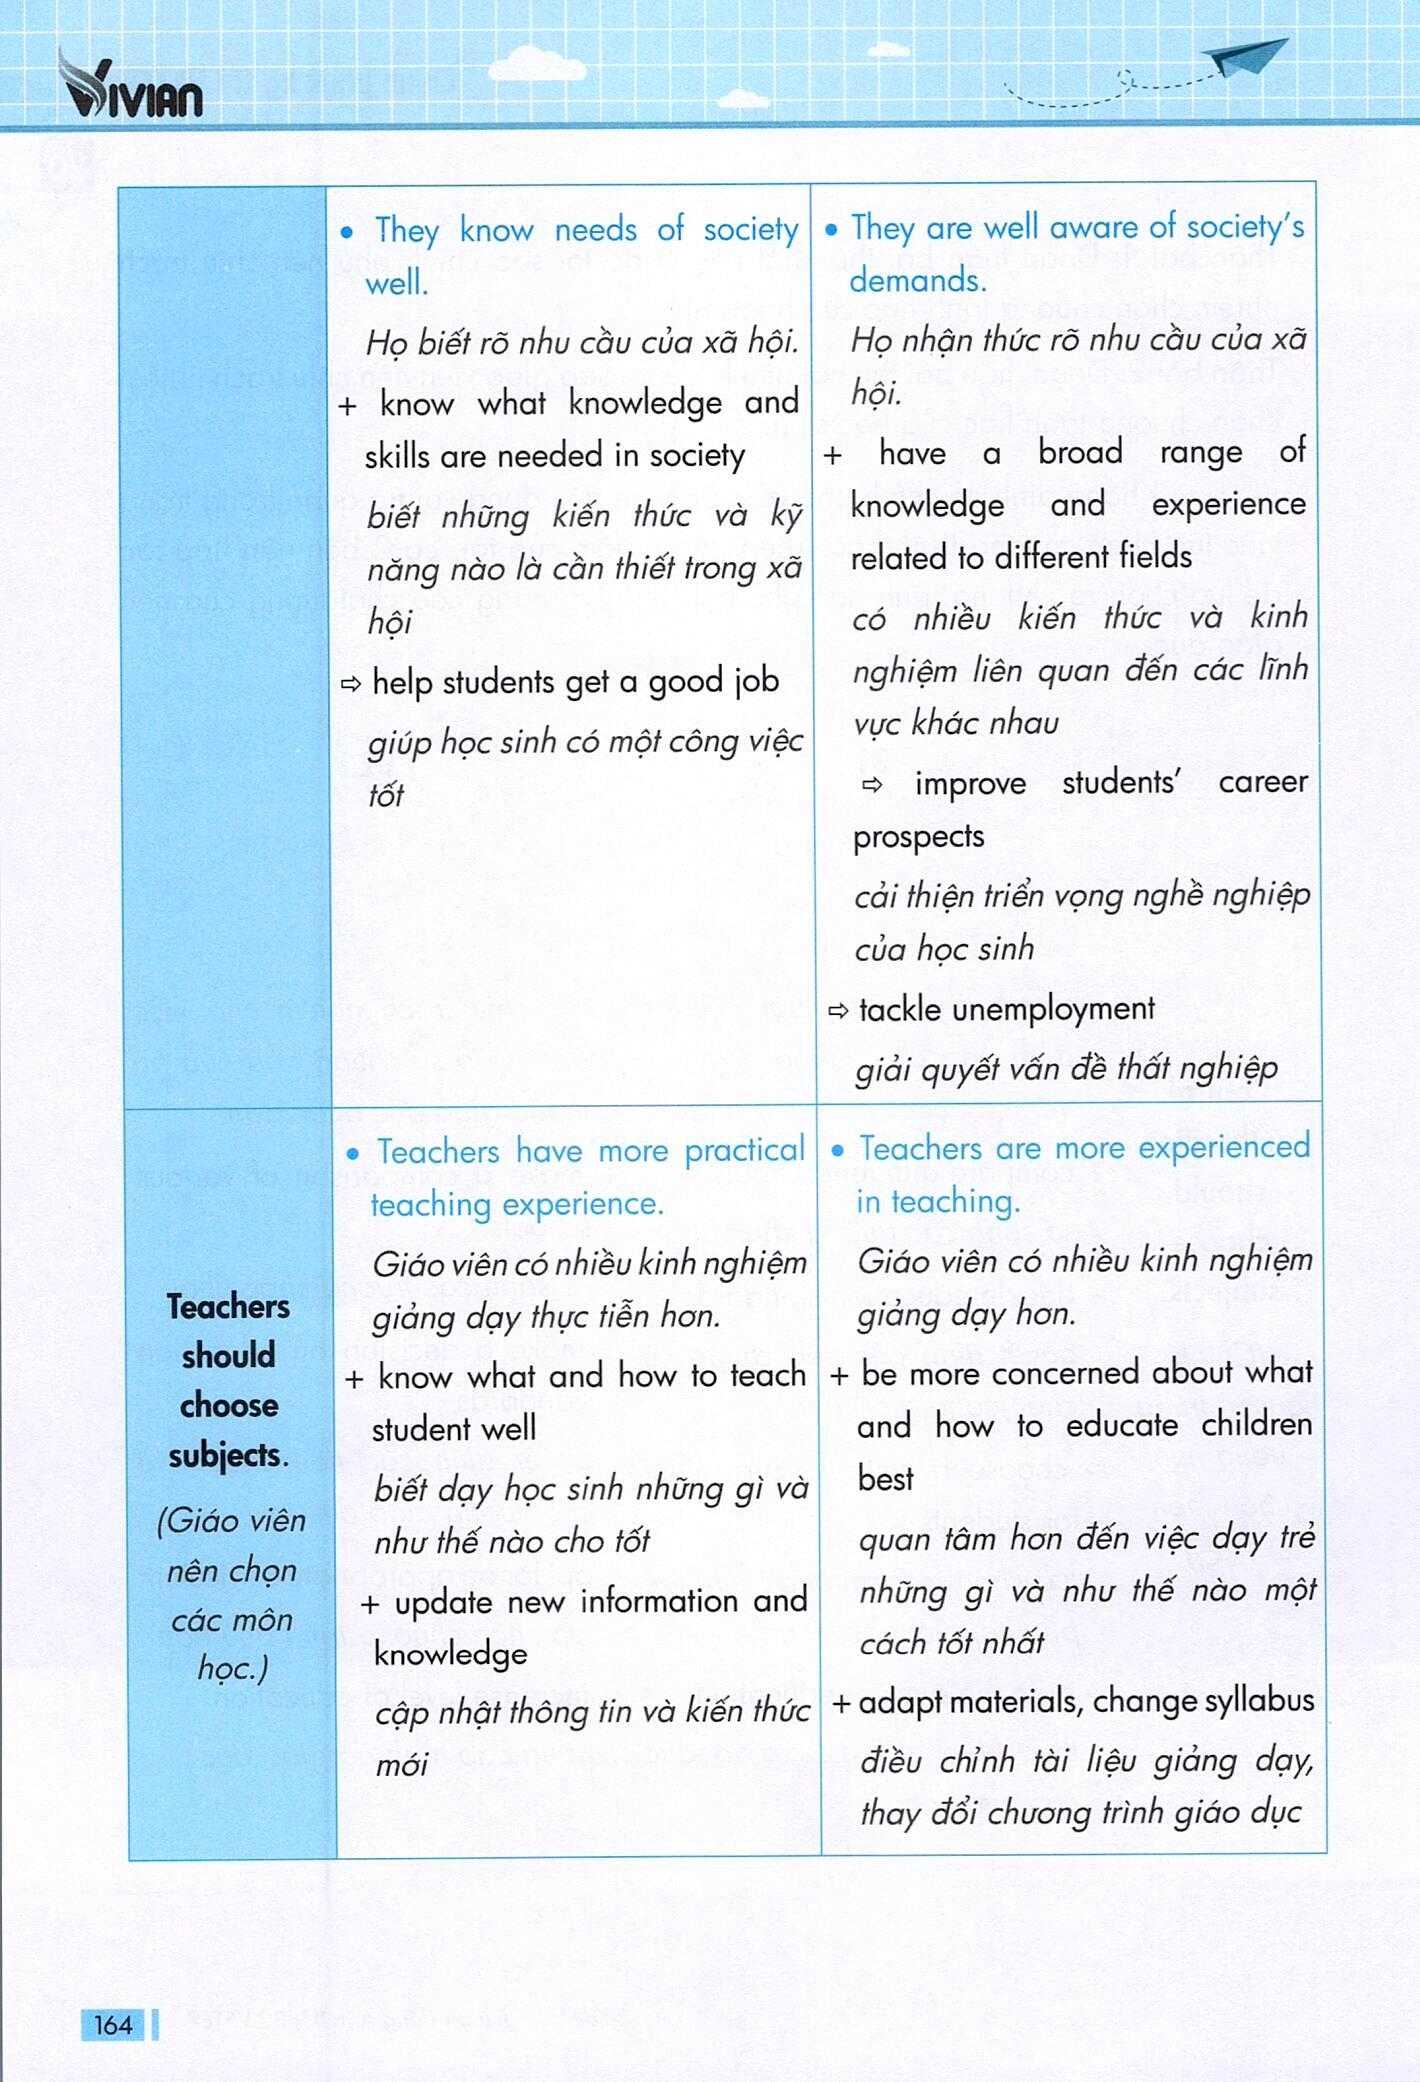 VIVIAN
• They know needs of society
well.
Họ biết rõ nhu cầu của xã hội.
+ know what knowledge and
skills are needed in society
biết những kiến thức và kỹ
năng nào là cần thiết trong xã
hội
⇨ help students get a good job
giúp học sinh có một công việc
tốt
• They are well aware of society's
demands.
Họ nhận thức rõ nhu cầu của xã
hội.
+ have a broad range of
knowledge and experience
related to different fields
có nhiều kiến thức và kinh
nghiệm liên quan đến các lĩnh
vực khác nhau
⇨ improve students' career
prospects
cải thiện triển vọng nghề nghiệp
của học sinh
⇨ tackle unemployment
giải quyết vấn đề thất nghiệp
Teachers
should
choose
subjects.
(Giáo viên
nên chọn
các môn
học.)
• Teachers have more practical
teaching experience.
Giáo viên có nhiều kinh nghiệm
giảng dạy thực tiễn hơn.
+ know what and how to teach
student well
biết dạy học sinh những gì và
như thế nào cho tốt
+ update new information and
knowledge
cập nhật thông tin và kiến thức
mới
• Teachers are more experienced
in teaching.
Giáo viên có nhiều kinh nghiệm
giảng dạy hơn.
+ be more concerned about what
and how to educate children
best
quan tâm hơn đến việc dạy trẻ
những gì và như thế nào một
cách tốt nhất
+ adapt materials, change syllabus
điều chỉnh tài liệu giảng dạy,
thay đổi chương trình giáo dục
164